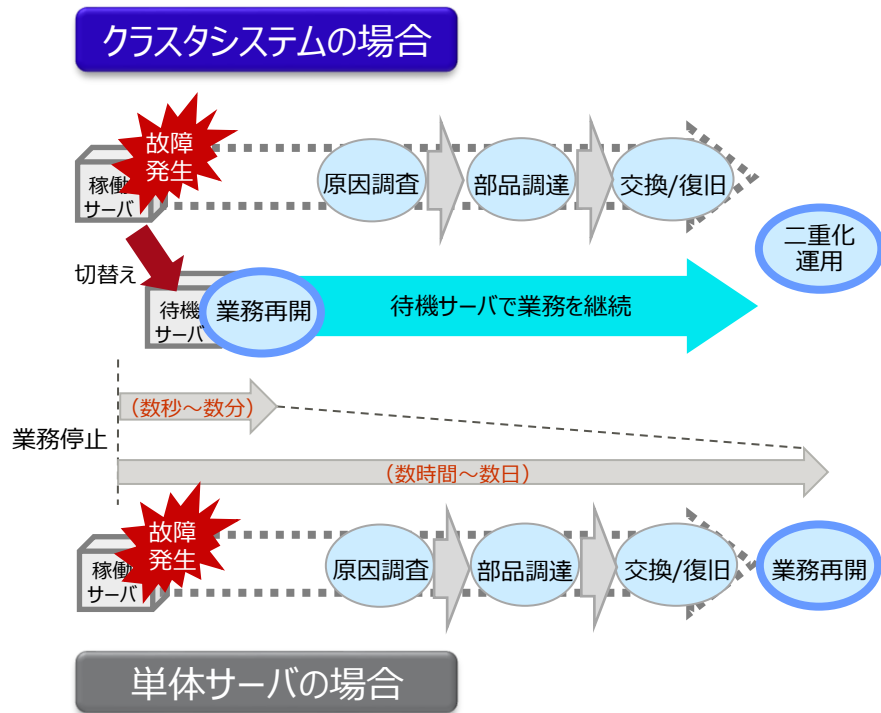 クラスタシステムの場合
故障
発生
稼働
サーバ
原因調査
部品調達
交換/復旧
二重化
運用
切替え
待機
サーバ
業務再開
待機サーバで業務を継続
(数秒～数分)
業務停止
(数時間～数日)
故障
発生
稼働
サーバ
原因調査
部品調達
交換/復旧
業務再開
単体サーバの場合